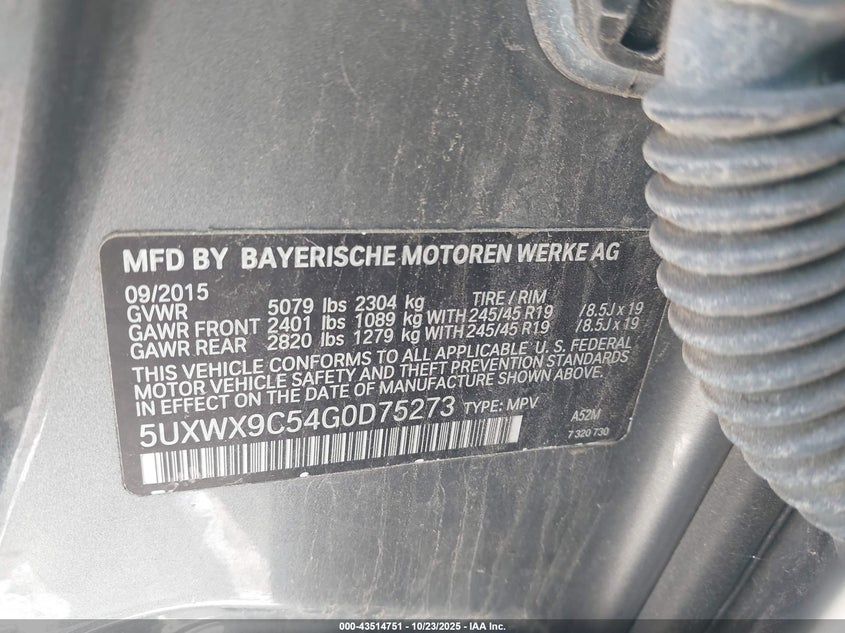 MFD BY BAYERISCHE MOTOREN WERKE AG
09/2015 TIRE / RIM
GVWR 5079 lbs 2304 kg
GAWR FRONT 2401 lbs 1089 kg WITH 245/45 R19 /8.5J x 19
GAWR REAR 2820 lbs 1279 kg WITH 245/45 R19 /8.5J x 19
THIS VEHICLE CONFORMS TO ALL APPLICABLE U. S. FEDERAL
MOTOR VEHICLE SAFETY AND THEFT PREVENTION STANDARDS
IN EFFECT ON THE DATE OF MANUFACTURE SHOWN ABOVE.
5UXWX9C54G0D75273 TYPE: MPV A52M
7 320 730
000-43514751 | 10/23/2025 | IAA Inc.